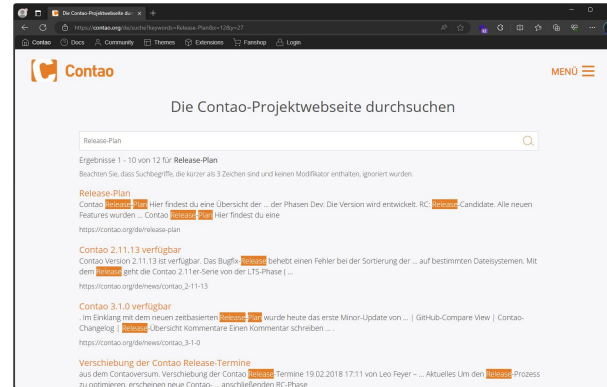 Die Contao-Projektwebseite dur
https://contao.org/de/suche?keywords=Release-Plan&x=12&y=27
Contao Docs Community Themes Extensions Fanshop Login
Contao
MENÜ
Die Contao-Projektwebseite durchsuchen
Release-Plan
Ergebnisse 1 - 10 von 12 für Release-Plan
Beachten Sie, dass Suchbegriffe, die kürzer als 3 Zeichen sind und keinen Modifikator enthalten, ignoriert wurden.
Release-Plan
Contao Release-Plan Hier findest du eine Übersicht der ... der Phasen Dev: Die Version wird entwickelt. RC: Release-Candidate. Alle neuen
Features wurden ... Contao Release-Plan Hier findest du eine
https://contao.org/de/release-plan
Contao 2.11.13 verfügbar
Contao Version 2.11.13 ist verfügbar. Das Bugfix-Release behebt einen Fehler bei der Sortierung der ... auf bestimmten Dateisystemen. Mit
dem Release geht die Contao 2.11er-Serie von der LTS-Phase ( ...
https://contao.org/de/news/contao_2-11-13
Contao 3.1.0 verfügbar
. Im Einklang mit dem neuen zeitbasierten Release-Plan wurde heute das erste Minor-Update von ... | GitHub-Compare View | Contao-
Changelog | Release-Übersicht Kommentare Einen Kommentar schreiben ... .
https://contao.org/de/news/contao_3-1-0
Verschiebung der Contao Release-Termine
aus dem Contaoversum. Verschiebung der Contao Release-Termine 19.02.2018 17:11 von Leo Feyer – ... Aktuelles Um den Release-Prozess
zu optimieren, erscheinen neue Contao- ... anschließenden RC-Phase